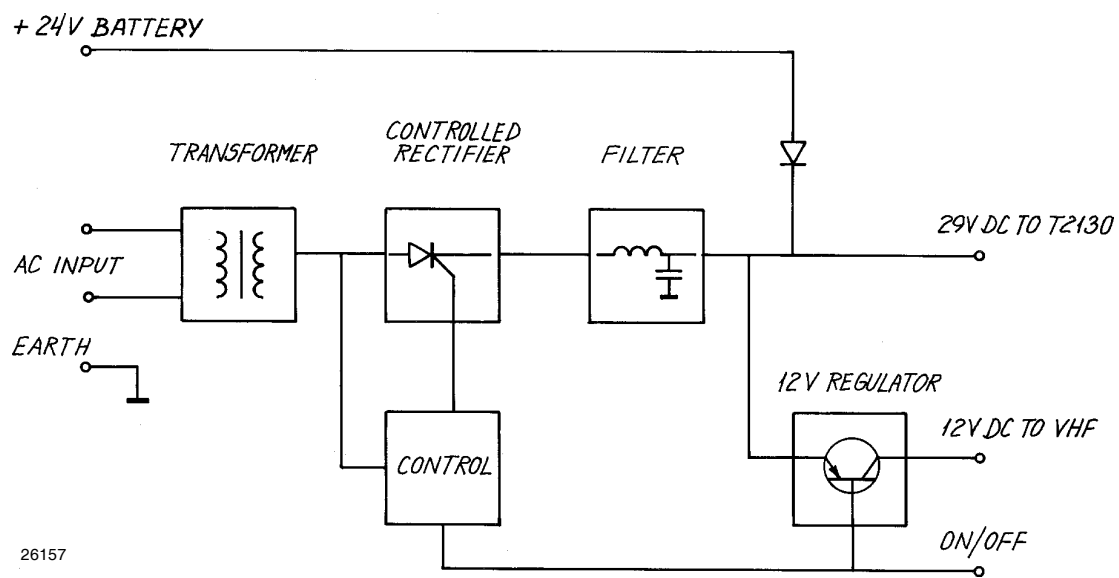 + 24V BATTERY
TRANSFORMER
CONTROLLED
RECTIFIER
FILTER
29V DC TO T2130
AC INPUT
EARTH
12V REGULATOR
12V DC TO VHF
CONTROL
ON/OFF
26157